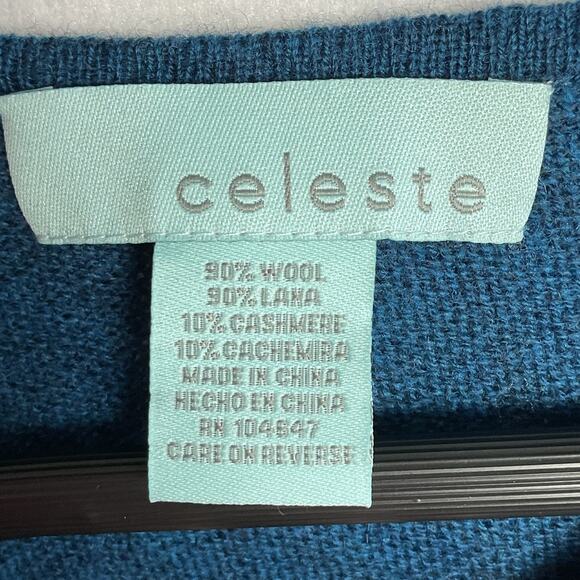 celeste
90% WOOL
90% LANA
10% CASHMERE
10% CACHEMIRA
MADE IN CHINA
HECHO EN CHINA
RN 104647
CARE ON REVERSE